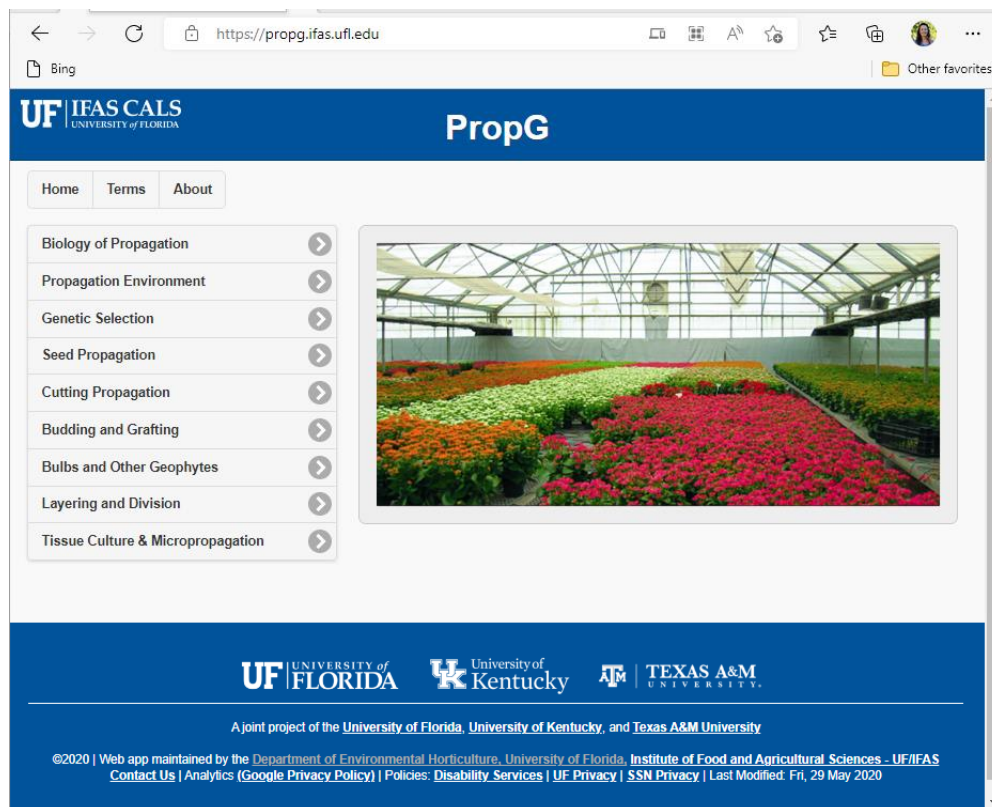 https://propg.ifas.ufl.edu
Bing
Other favorites
UF IFAS CALS
UNIVERSITY of FLORIDA
PropG
Home Terms About
Biology of Propagation
Propagation Environment
Genetic Selection
Seed Propagation
Cutting Propagation
Budding and Grafting
Bulbs and Other Geophytes
Layering and Division
Tissue Culture & Micropropagation
UF UNIVERSITY of FLORIDA
UK University of Kentucky
ATM TEXAS A&M UNIVERSITY.
A joint project of the University of Florida, University of Kentucky, and Texas A&M University
©2020 | Web app maintained by the Department of Environmental Horticulture, University of Florida, Institute of Food and Agricultural Sciences - UF/IFAS
Contact Us | Analytics (Google Privacy Policy) | Policies: Disability Services | UF Privacy | SSN Privacy | Last Modified: Fri, 29 May 2020